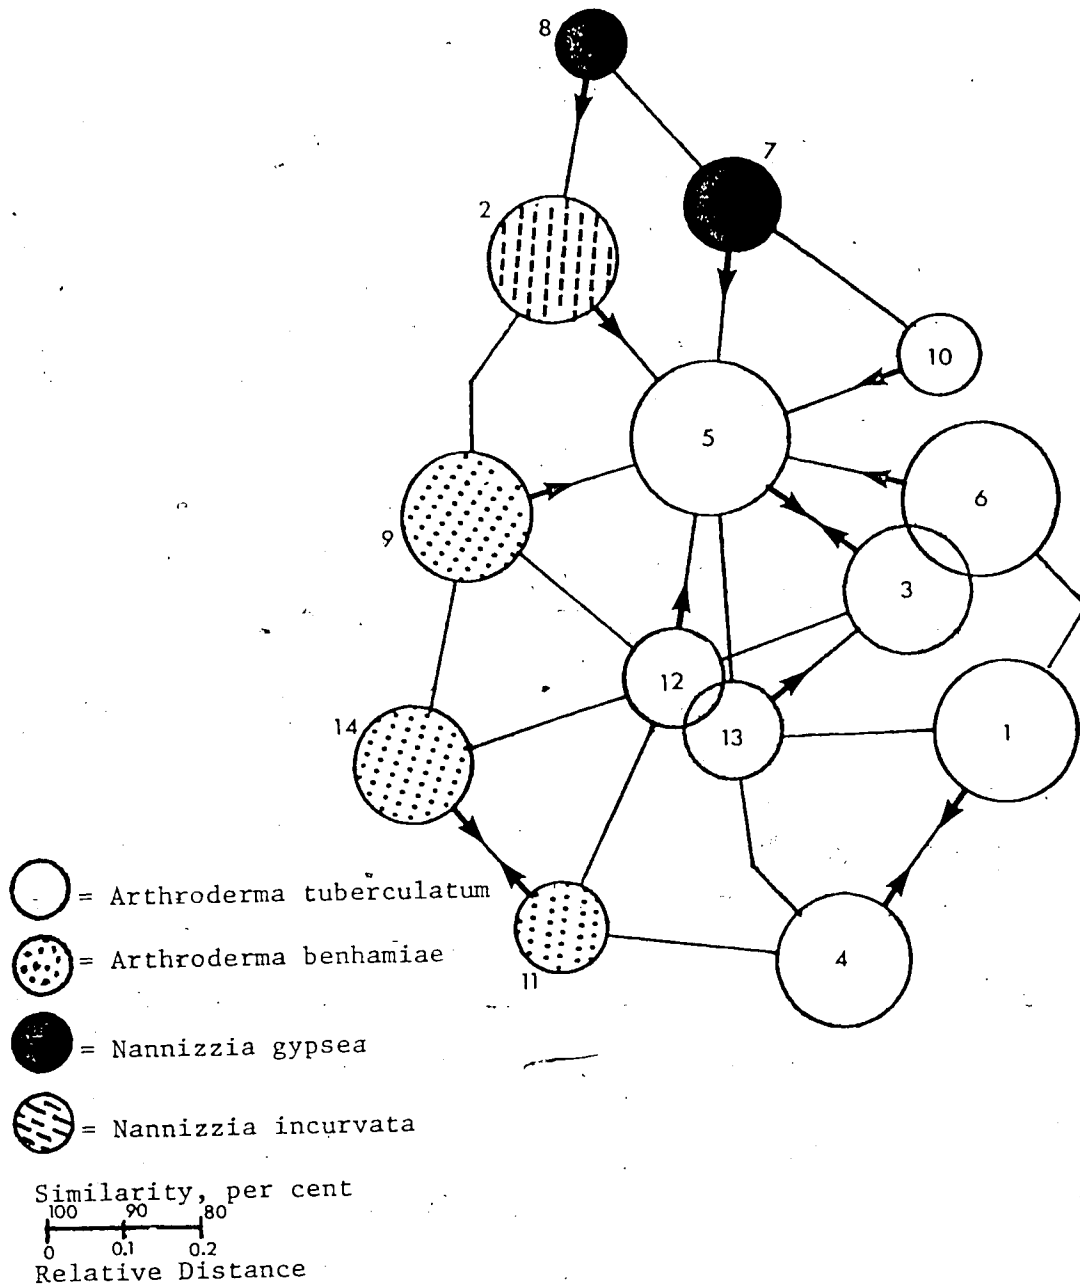 8
7
2
10
5
6
9
3
12
14
13
1
= Arthroderma tuberculatum
4
= Arthroderma benhamiae
11
= Nannizzia gypsea
= Nannizzia incurvata
Similarity, per cent
100 90 80
0 0.1 0.2
Relative Distance